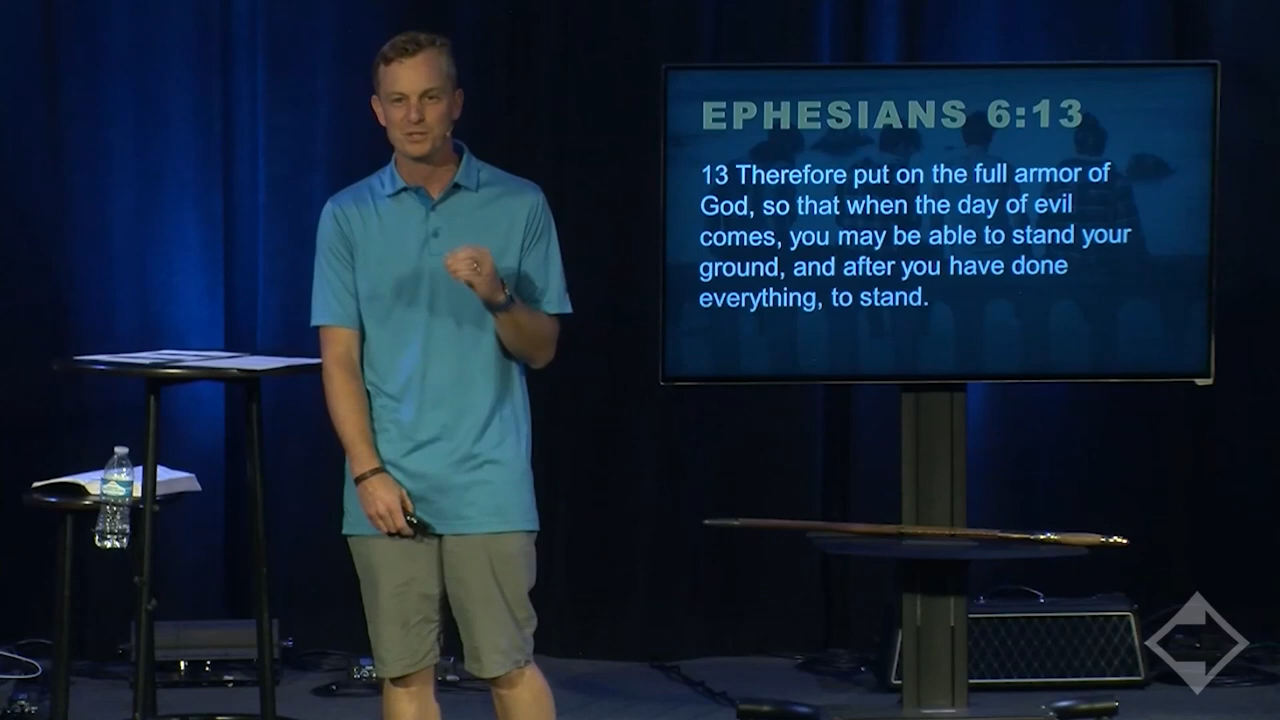 EPHESIANS 6:13
13 Therefore put on the full armor of
God, so that when the day of evil
comes, you may be able to stand your
ground, and after you have done
everything, to stand.